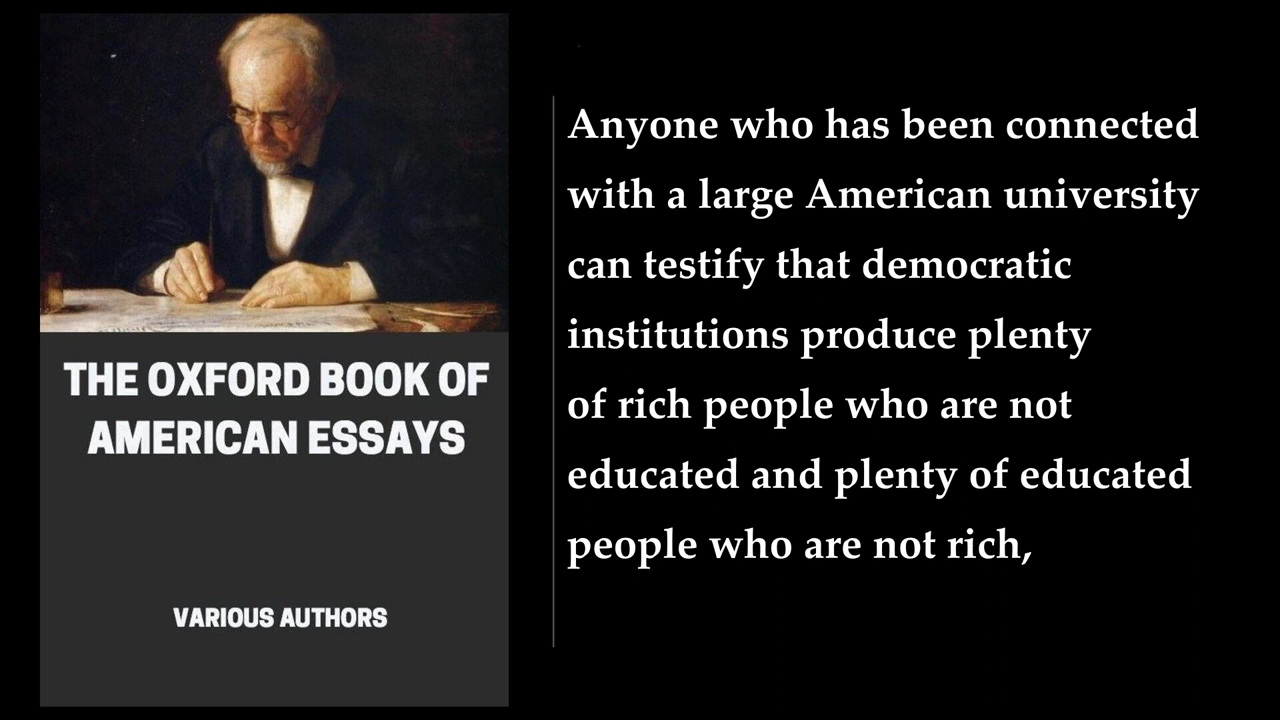 THE OXFORD BOOK OF
AMERICAN ESSAYS
VARIOUS AUTHORS
Anyone who has been connected
with a large American university
can testify that democratic
institutions produce plenty
of rich people who are not
educated and plenty of educated
people who are not rich,